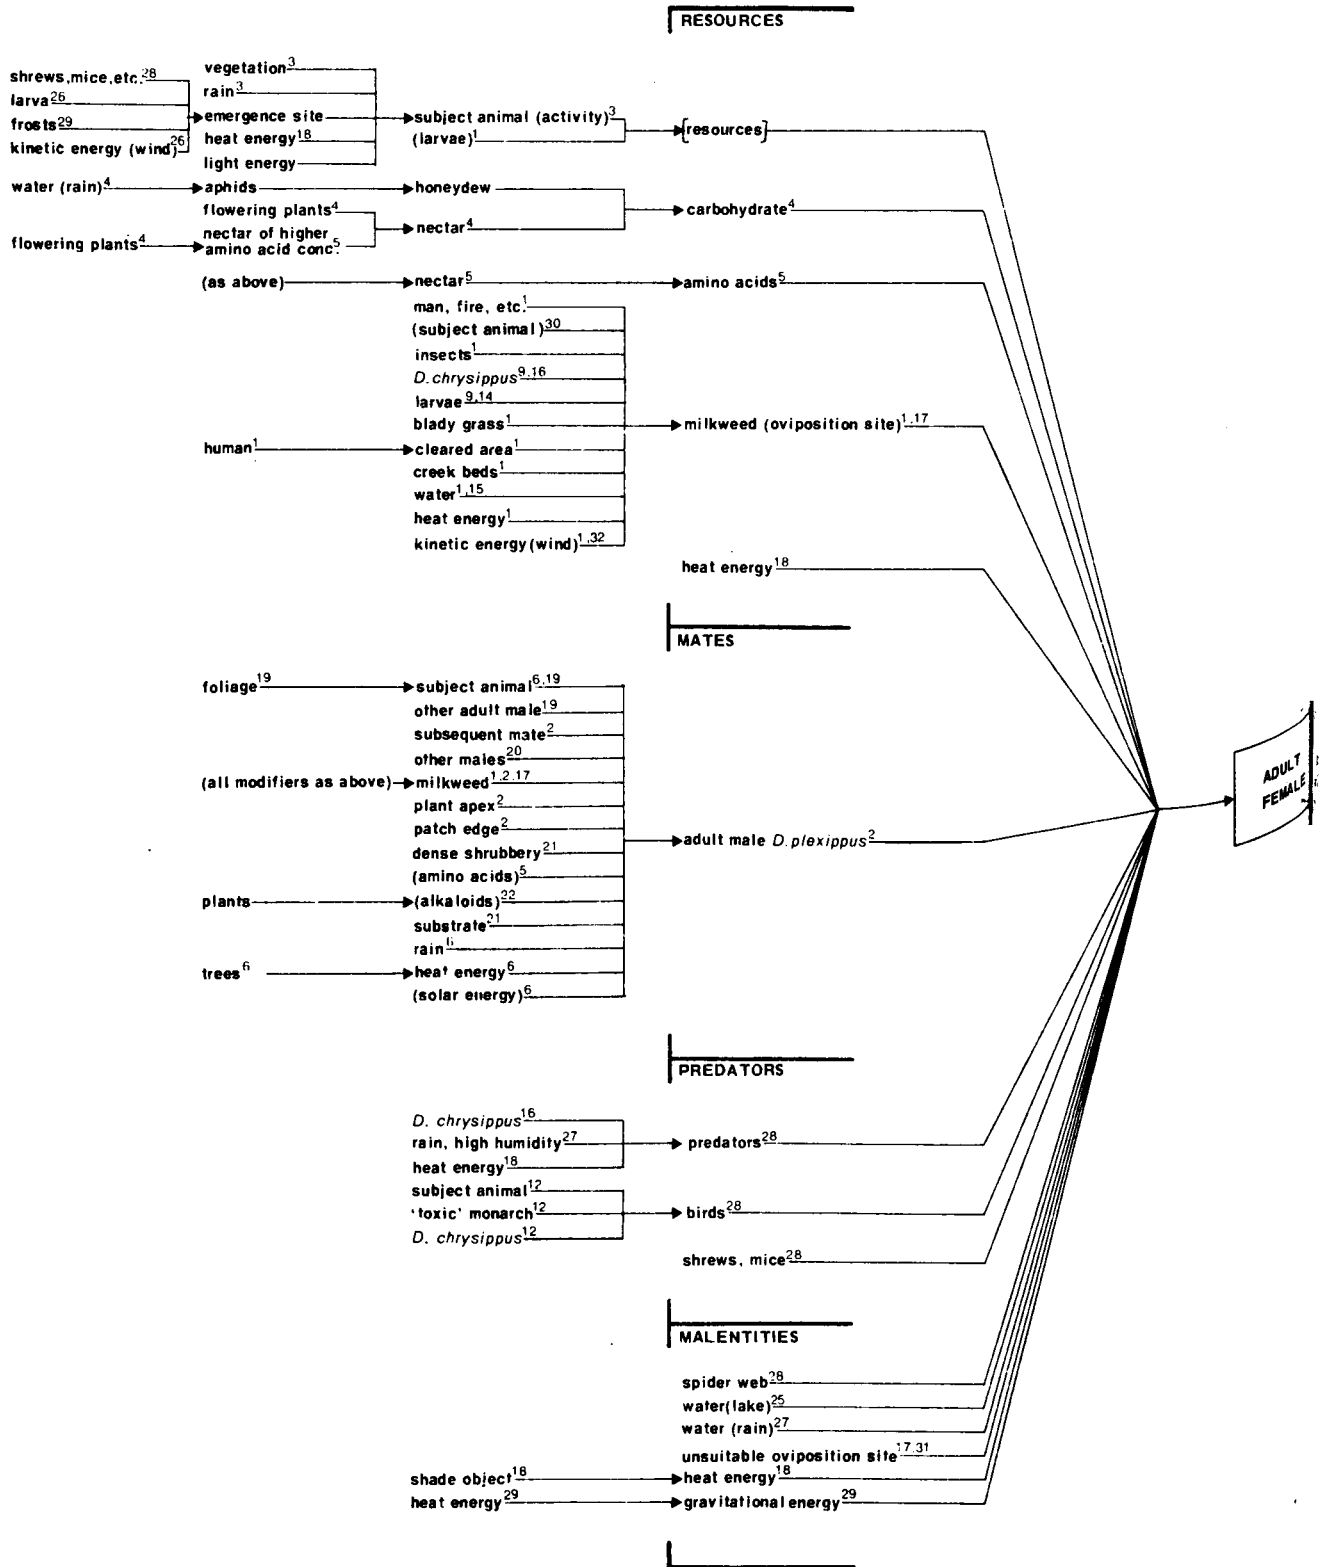 RESOURCES
shrews,mice,etc.28
larva26
frosts29
kinetic energy (wind)26
vegetation3
rain3
emergence site
heat energy18
light energy
subject animal (activity)3
(larvae)1
{resources}
water (rain)4
aphids
honeydew
flowering plants4
nectar of higher
amino acid conc.5
flowering plants4
nectar4
carbohydrate4
(as above)
nectar5
amino acids5
man, fire, etc.1
(subject animal)30
insects1
D.chrysippus9,16
larvae9,14
blady grass1
milkweed (oviposition site)1,17
human1
cleared area1
creek beds1
water1,15
heat energy1
kinetic energy(wind)1,32
heat energy18
MATES
foliage19
subject animal6,19
other adult male19
subsequent mate2
other males20
(all modifiers as above)
milkweed1,2,17
plant apex2
patch edge2
dense shrubbery21
adult male D.plexippus2
(amino acids)5
plants
(alkaloids)22
substrate21
rain6
trees6
heat energy6
(solar energy)6
ADULT
FEMALE
PREDATORS
D. chrysippus16
rain, high humidity27
heat energy18
predators28
subject animal12
'toxic' monarch12
D. chrysippus12
birds28
shrews, mice28
MALENTITIES
spider web28
water(lake)25
water (rain)27
unsuitable oviposition site17,31
shade object18
heat energy18
heat energy29
gravitational energy29